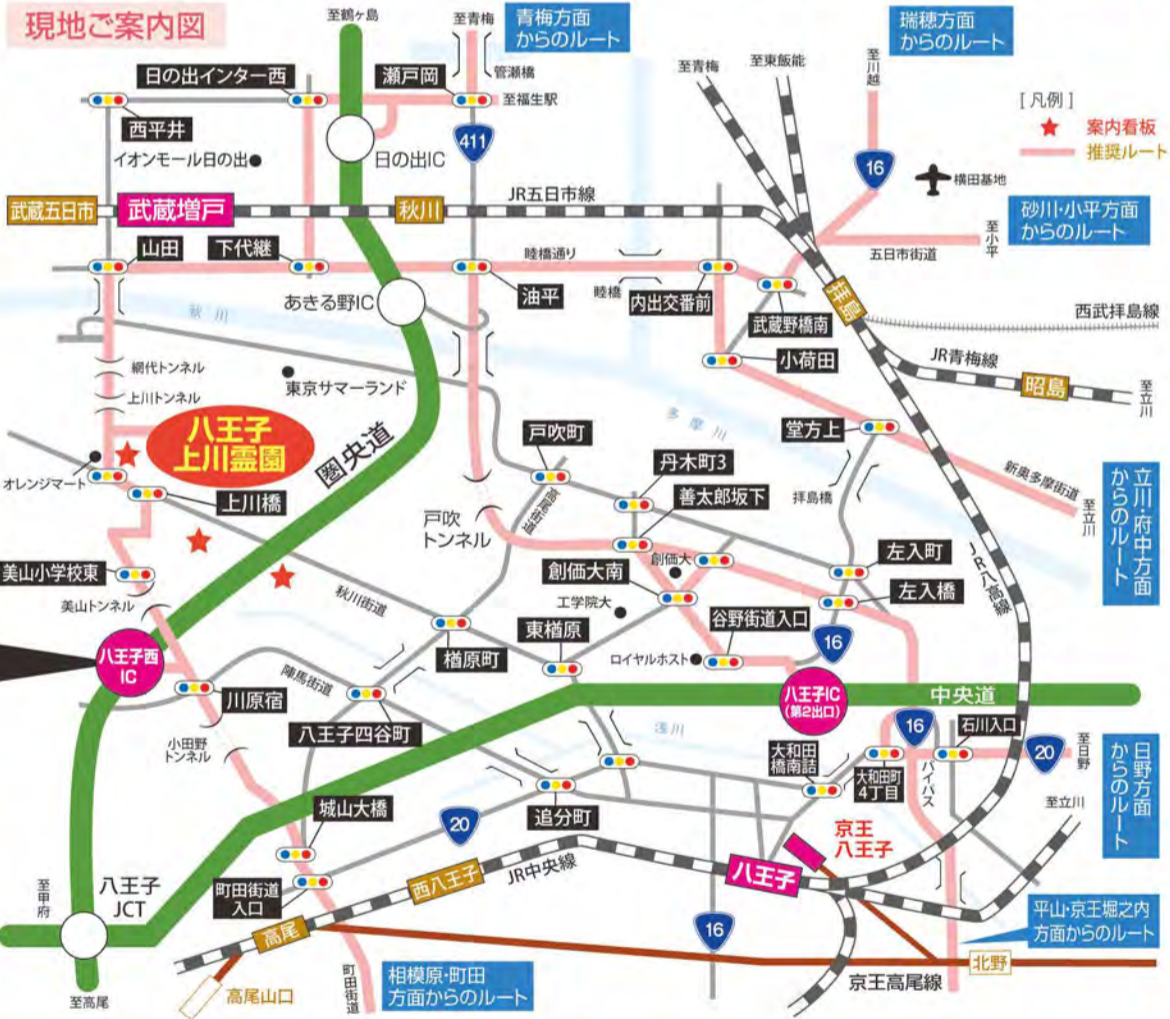 現地ご案内図
至鶴ヶ島
至青梅
青梅方面
からのルート
瑞穂方面
からのルート
日の出インター西
瀬戸岡
管瀬橋
至福生駅
至青梅
至東飯能
至川越
[凡例]
案内看板
推奨ルート
西平井
イオンモール日の出
日の出IC
411
16
横田基地
武蔵五日市
武蔵増戸
秋川
JR五日市線
砂川・小平方面
からのルート
至小平
五日市街道
山田
下代継
睦橋通り
油平
睦橋
内出交番前
武蔵野橋南
拝島
西武拝島線
あきる野IC
秋川
小荷田
JR青梅線
昭島
至立川
網代トンネル
上川トンネル
東京サマーランド
八王子
上川霊園
圏央道
オレンジマート
上川橋
戸吹町
多摩川
堂方上
丹木町3
善太郎坂下
拝島橋
新奥多摩街道
至立川
立川・府中方面
からのルート
戸吹
トンネル
高尾街道
美山小学校東
美山トンネル
秋川街道
創価大南
創価大
工学院大
左入町
左入橋
JR八高線
八王子西
IC
楢原町
東楢原
谷野街道入口
ロイヤルホスト
16
川原宿
陣馬街道
八王子四谷町
八王子IC
(第2出口)
中央道
小田野
トンネル
浅川
大和田
橋南詰
大和田町
4丁目
16
バイパス
石川入口
20
至日野
日野方面
からのルート
城山大橋
20
追分町
至立川
京王
八王子
八王子
JR中央線
西八王子
町田街道
入口
至甲府
八王子
JCT
高尾
16
平山・京王堀之内
方面からのルート
北野
京王高尾線
至高尾
高尾山口
町田街道
相模原・町田
方面からのルート